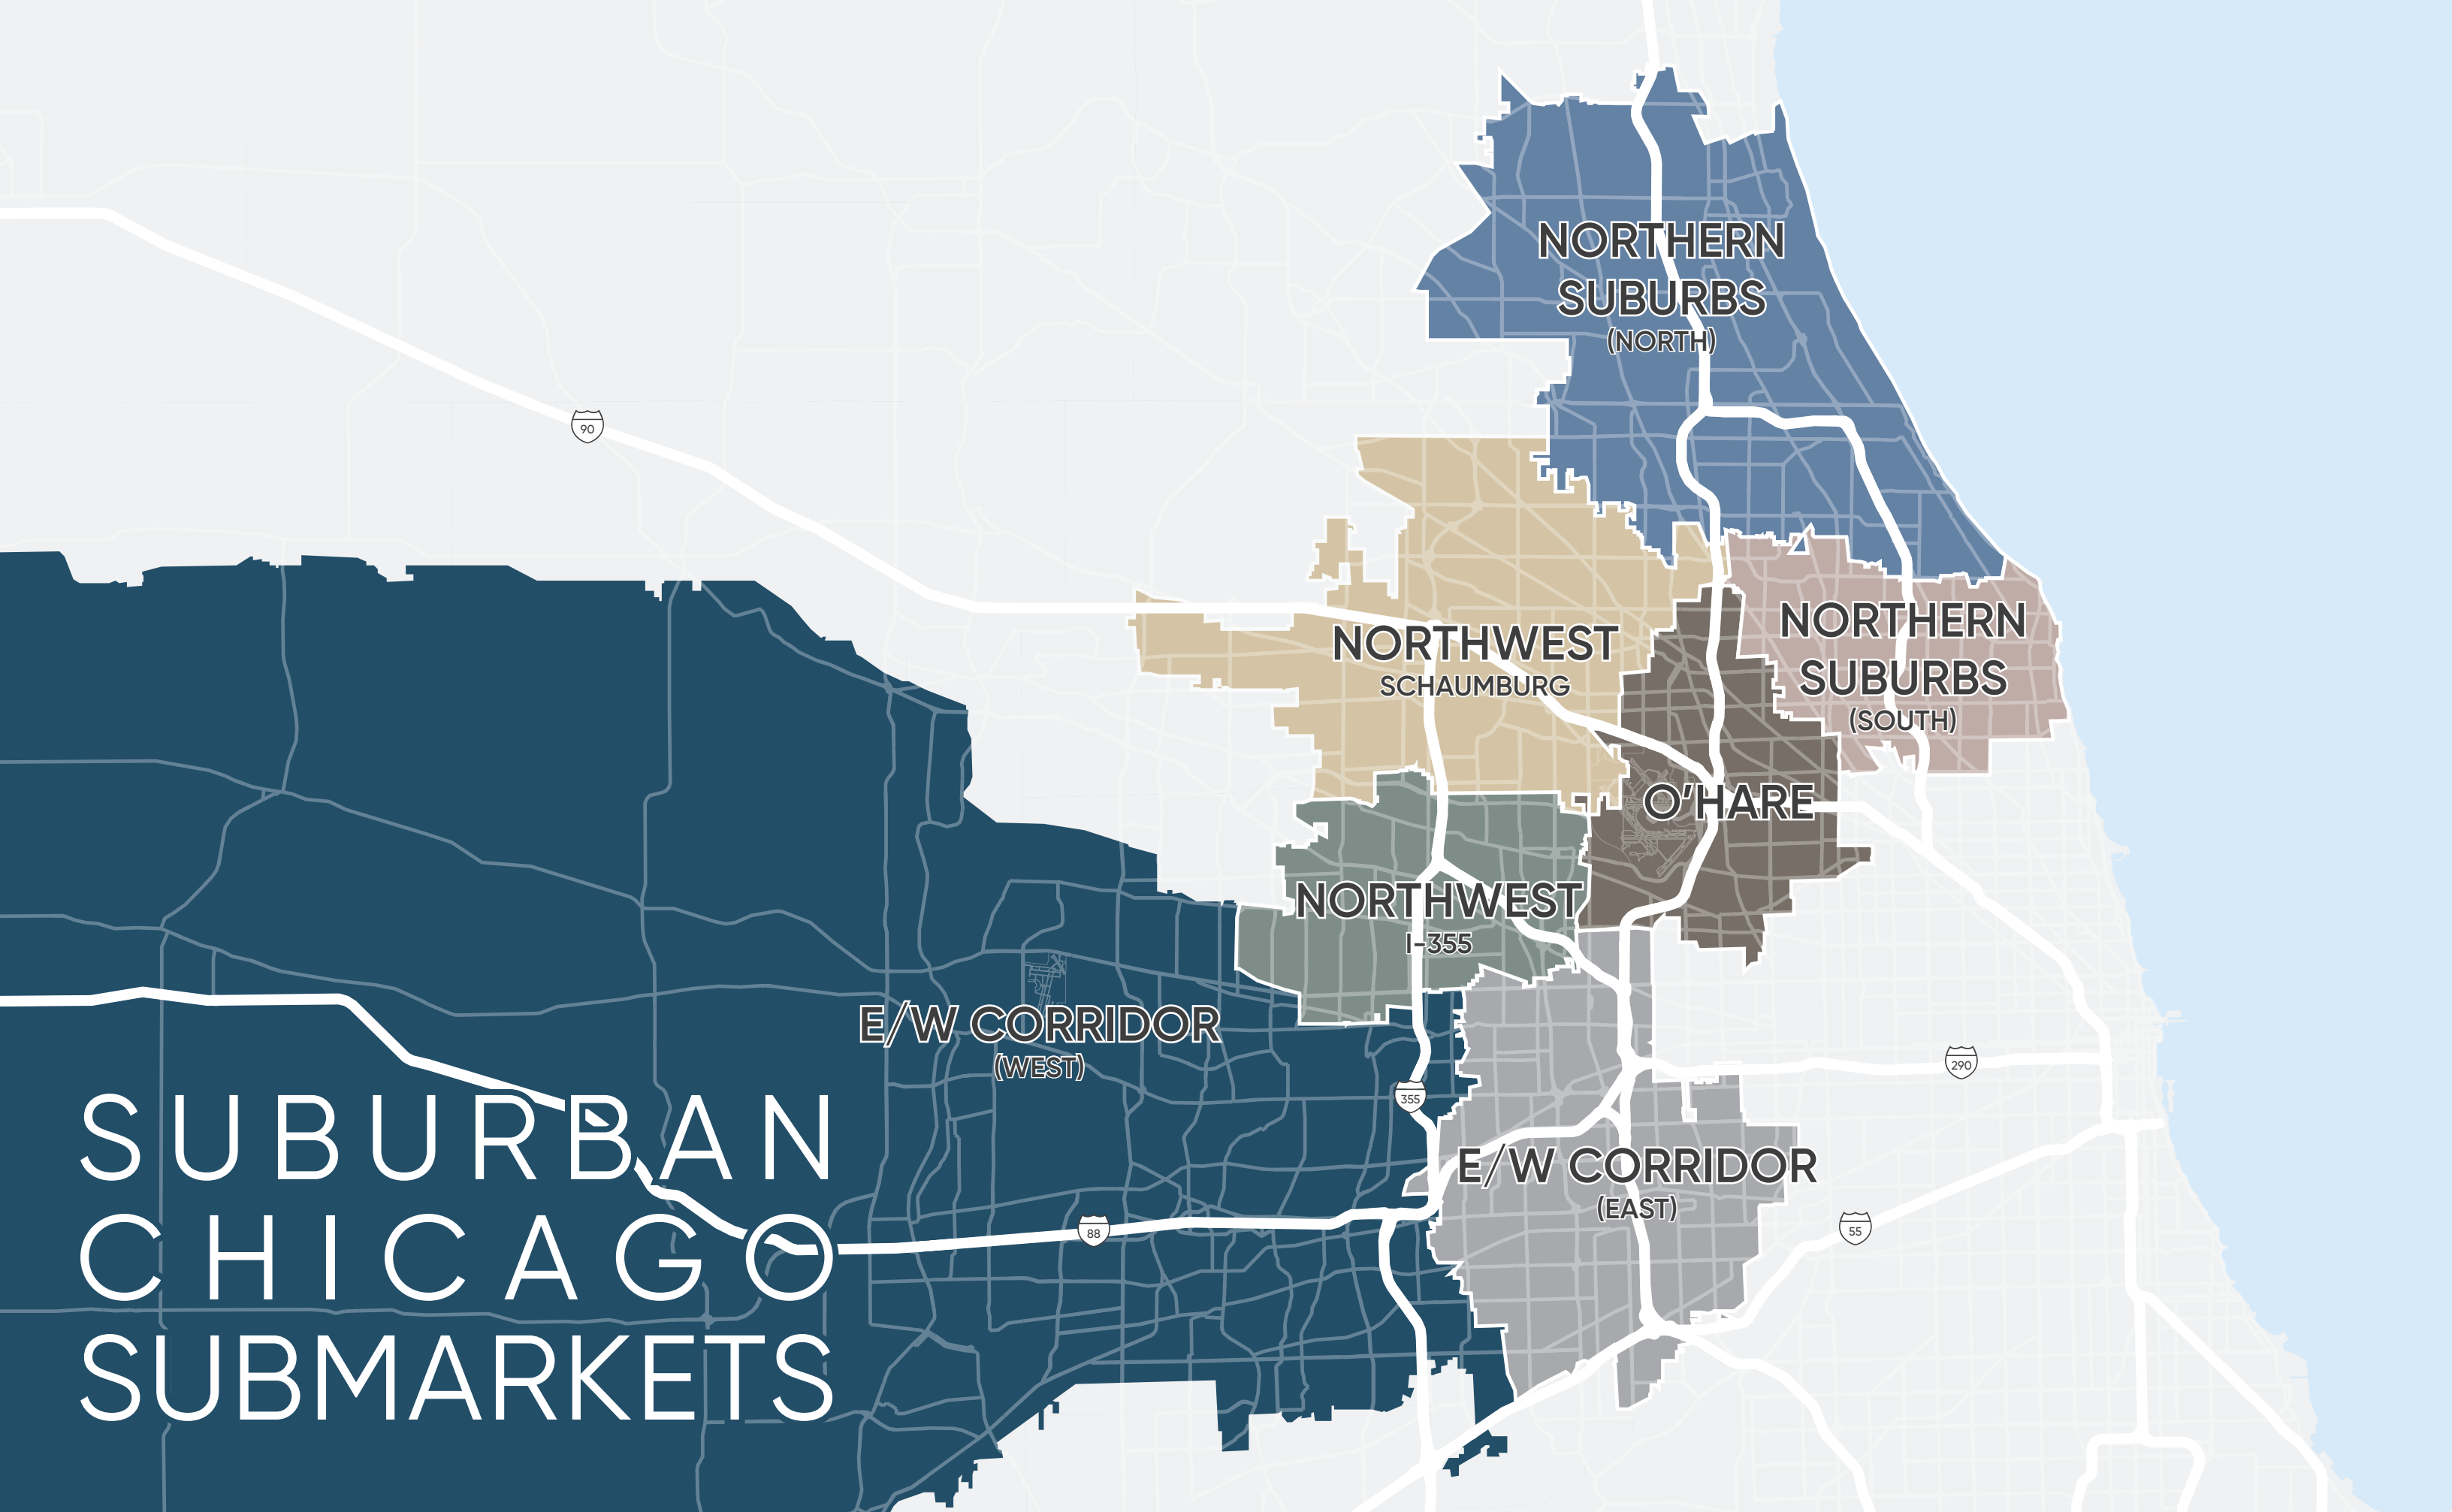 NORTHERN
SUBURBS
(NORTH)
90
NORTHERN
SUBURBS
(SOUTH)
NORTHWEST
SCHAUMBURG
O'HARE
NORTHWEST
I-355
E/W CORRIDOR
(WEST)
290
355
E/W CORRIDOR
(EAST)
88
55
SUBURBAN
CHICAGO
SUBMARKETS